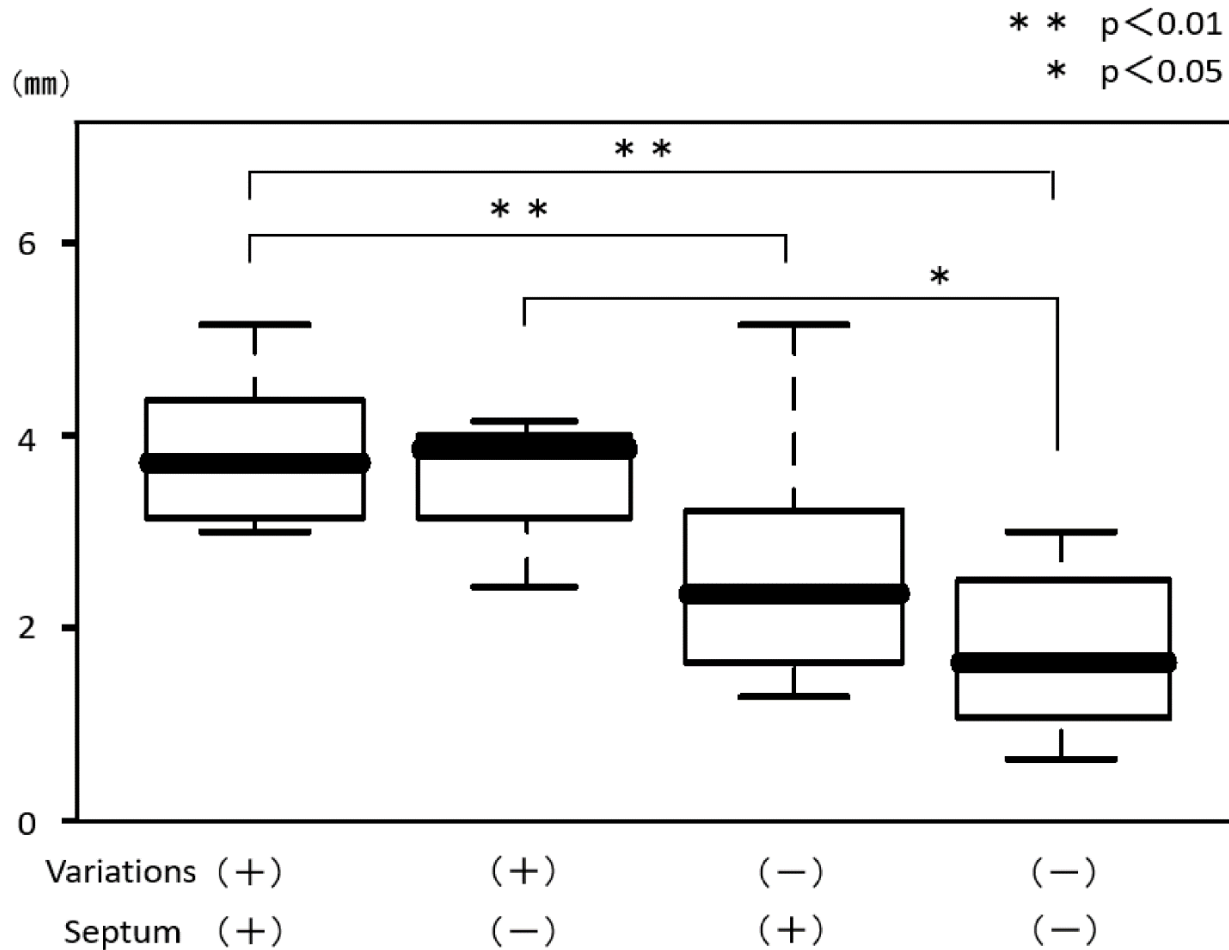 ＊＊ p＜0.01
＊ p＜0.05
(mm)
＊＊
＊＊
6
＊
4
2
0
Variations (＋) (＋) (－) (－)
Septum (＋) (－) (＋) (－)